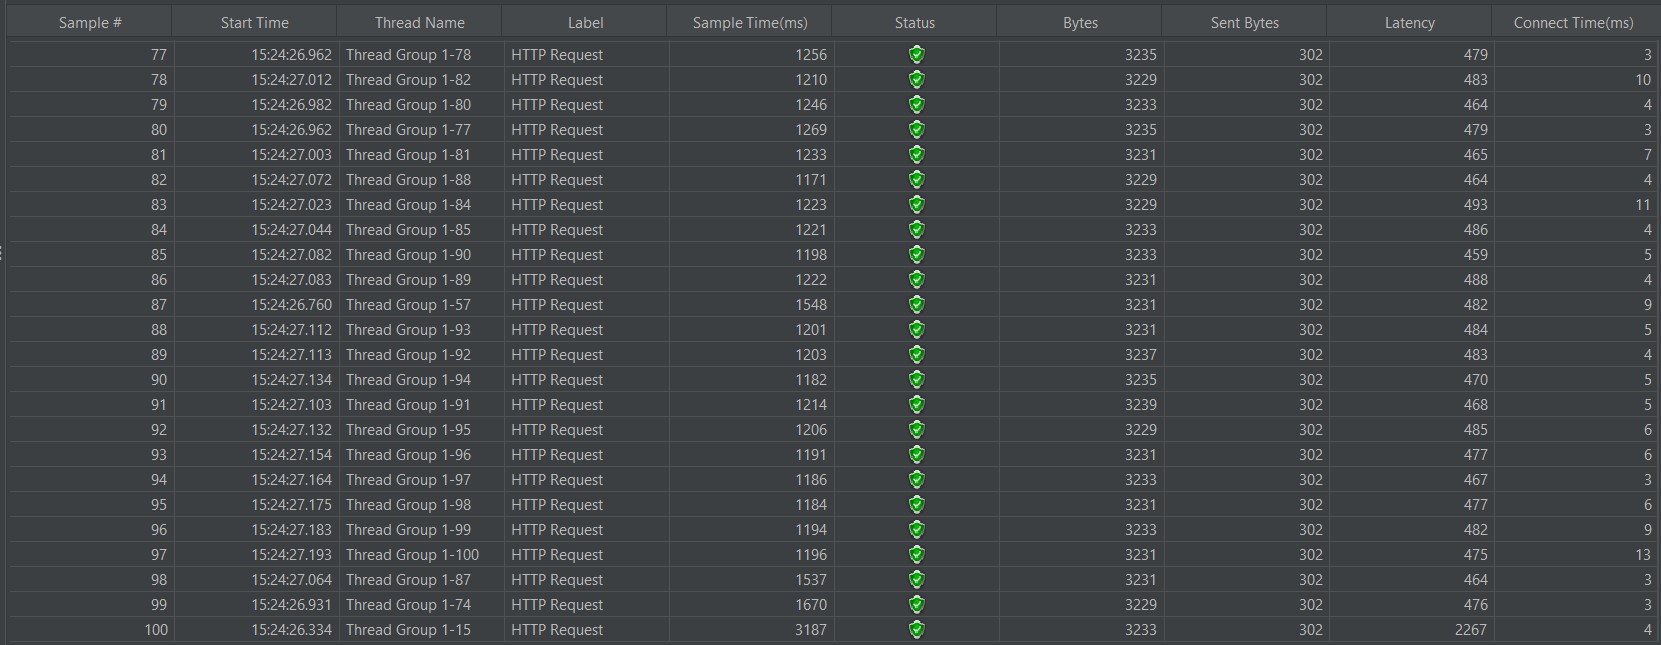 Sample # Start Time Thread Name Label Sample Time(ms) Status Bytes Sent Bytes Latency Connect Time(ms)
77 15:24:26.962 Thread Group 1-78 HTTP Request 1256 3235 302 479 3
78 15:24:27.012 Thread Group 1-82 HTTP Request 1210 3229 302 483 10
79 15:24:26.982 Thread Group 1-80 HTTP Request 1246 3233 302 464 4
80 15:24:26.962 Thread Group 1-77 HTTP Request 1269 3235 302 479 3
81 15:24:27.003 Thread Group 1-81 HTTP Request 1233 3231 302 465 7
82 15:24:27.072 Thread Group 1-88 HTTP Request 1171 3229 302 464 4
83 15:24:27.023 Thread Group 1-84 HTTP Request 1223 3229 302 493 11
84 15:24:27.044 Thread Group 1-85 HTTP Request 1221 3233 302 486 4
85 15:24:27.082 Thread Group 1-90 HTTP Request 1198 3233 302 459 5
86 15:24:27.083 Thread Group 1-89 HTTP Request 1222 3231 302 488 4
87 15:24:26.760 Thread Group 1-57 HTTP Request 1548 3231 302 482 9
88 15:24:27.112 Thread Group 1-93 HTTP Request 1201 3231 302 484 5
89 15:24:27.113 Thread Group 1-92 HTTP Request 1203 3237 302 483 4
90 15:24:27.134 Thread Group 1-94 HTTP Request 1182 3235 302 470 5
91 15:24:27.103 Thread Group 1-91 HTTP Request 1214 3239 302 468 5
92 15:24:27.132 Thread Group 1-95 HTTP Request 1206 3229 302 485 6
93 15:24:27.154 Thread Group 1-96 HTTP Request 1191 3231 302 477 6
94 15:24:27.164 Thread Group 1-97 HTTP Request 1186 3233 302 467 3
95 15:24:27.175 Thread Group 1-98 HTTP Request 1184 3231 302 477 6
96 15:24:27.183 Thread Group 1-99 HTTP Request 1194 3233 302 482 9
97 15:24:27.193 Thread Group 1-100 HTTP Request 1196 3231 302 475 13
98 15:24:27.064 Thread Group 1-87 HTTP Request 1537 3231 302 464 3
99 15:24:26.931 Thread Group 1-74 HTTP Request 1670 3229 302 476 3
100 15:24:26.334 Thread Group 1-15 HTTP Request 3187 3233 302 2267 4